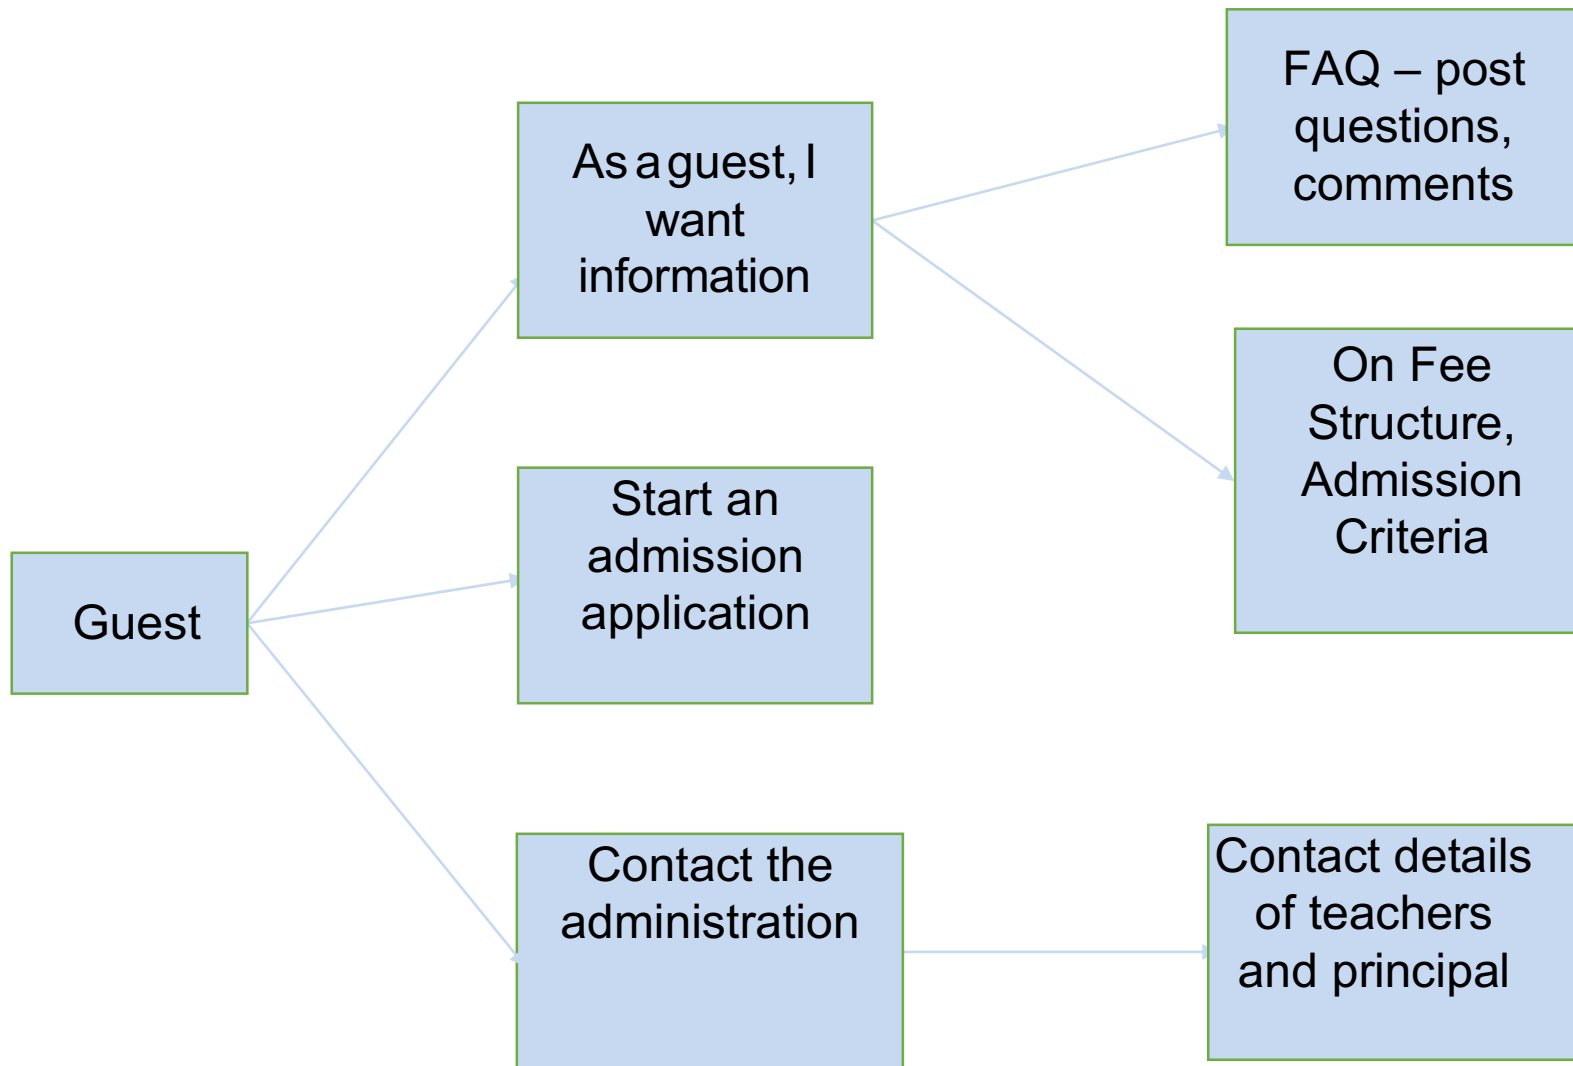 FAQ – post
questions,
comments
As a guest, I
want
information
On Fee
Structure,
Admission
Criteria
Start an
admission
application
Guest
Contact the
administration
Contact details
of teachers
and principal